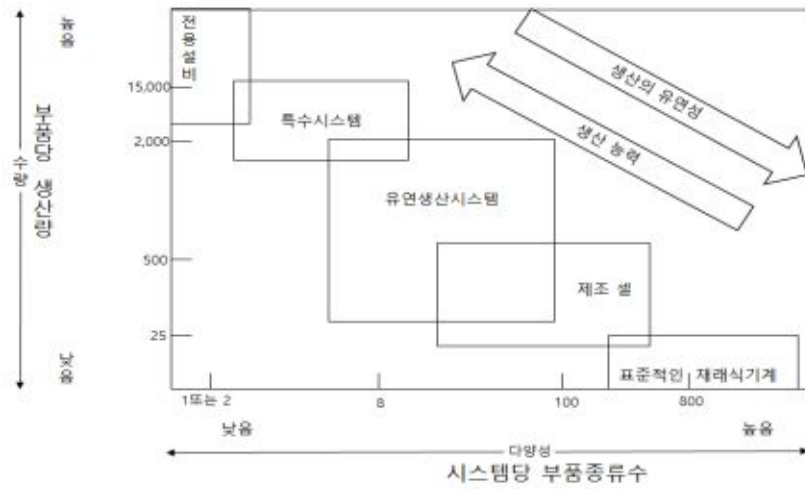 높음
부품당 생산량
수량
낮음
15,000
2,000
500
25
전용설비
특수시스템
유연생산시스템
제조 셀
표준적인 재래식기계
생산의 유연성
생산 능력
1또는 2
8
100
800
낮음
높음
다양성
시스템당 부품종류수